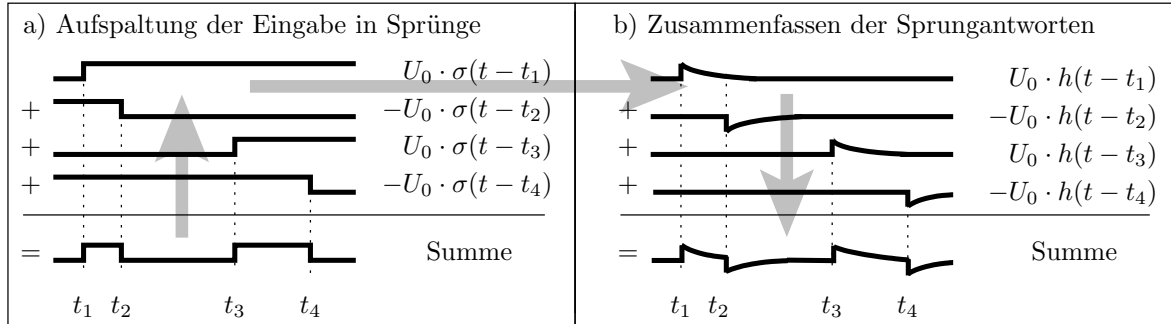 a) Aufspaltung der Eingabe in Sprünge
U₀ · σ(t − t₁)
+ −U₀ · σ(t − t₂)
+ U₀ · σ(t − t₃)
+ −U₀ · σ(t − t₄)
= Summe
t₁ t₂ t₃ t₄
b) Zusammenfassen der Sprungantworten
U₀ · h(t − t₁)
+ −U₀ · h(t − t₂)
+ U₀ · h(t − t₃)
+ −U₀ · h(t − t₄)
= Summe
t₁ t₂ t₃ t₄